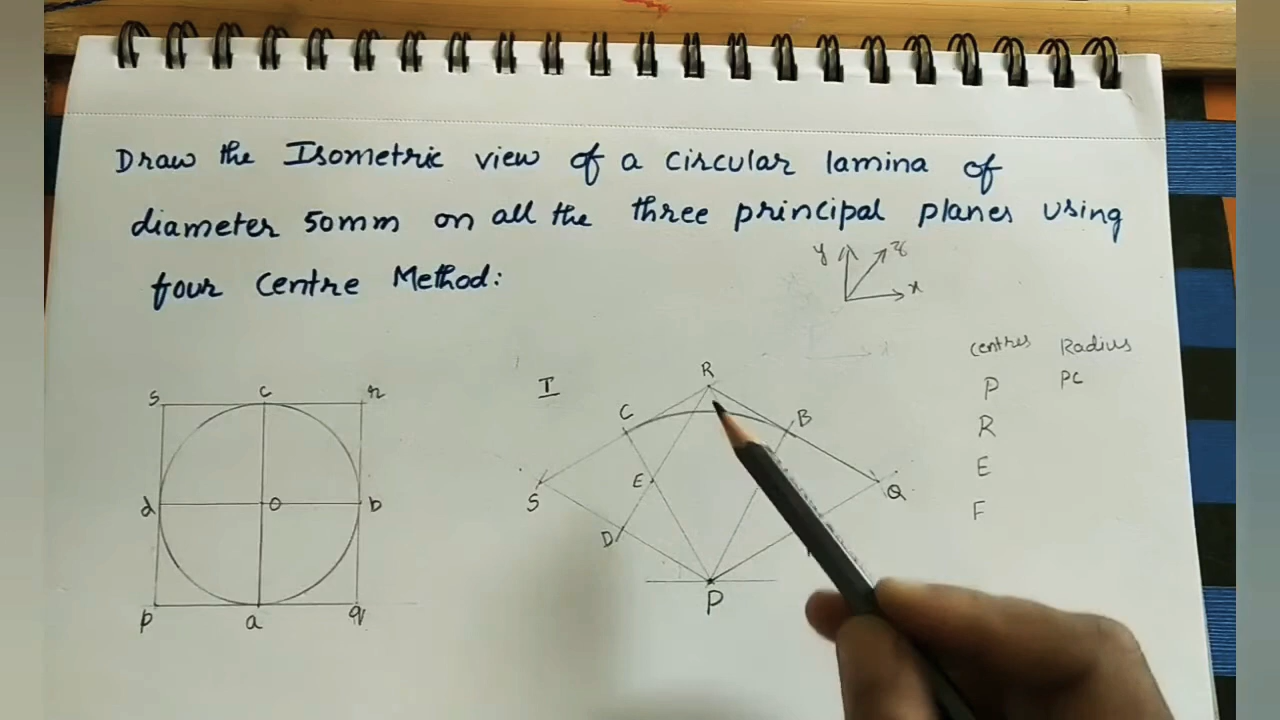 Draw the Isometric view of a circular lamina of
diameter 50mm on all the three principal planes using
four Centre Method:
y z
x
Centres Radius
P PC
R
E
F
s c r
d o b
p a q
I
R
C B
S E Q
D
P